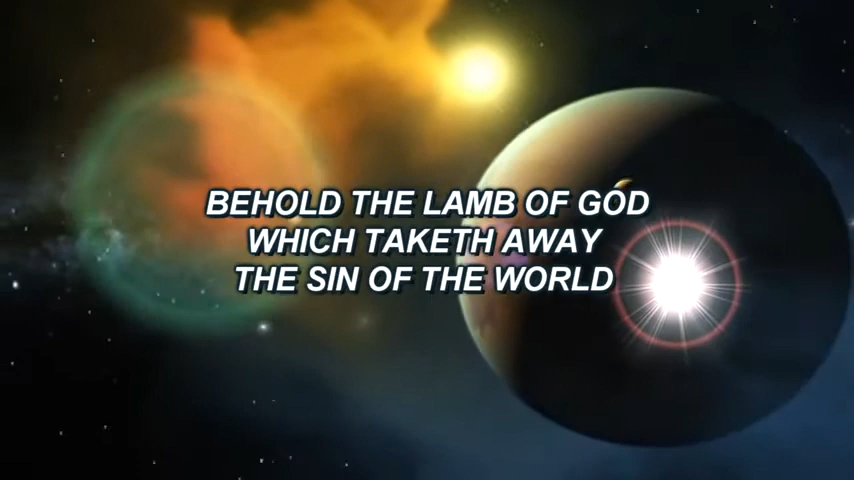 BEHOLD THE LAMB OF GOD
WHICH TAKETH AWAY
THE SIN OF THE WORLD